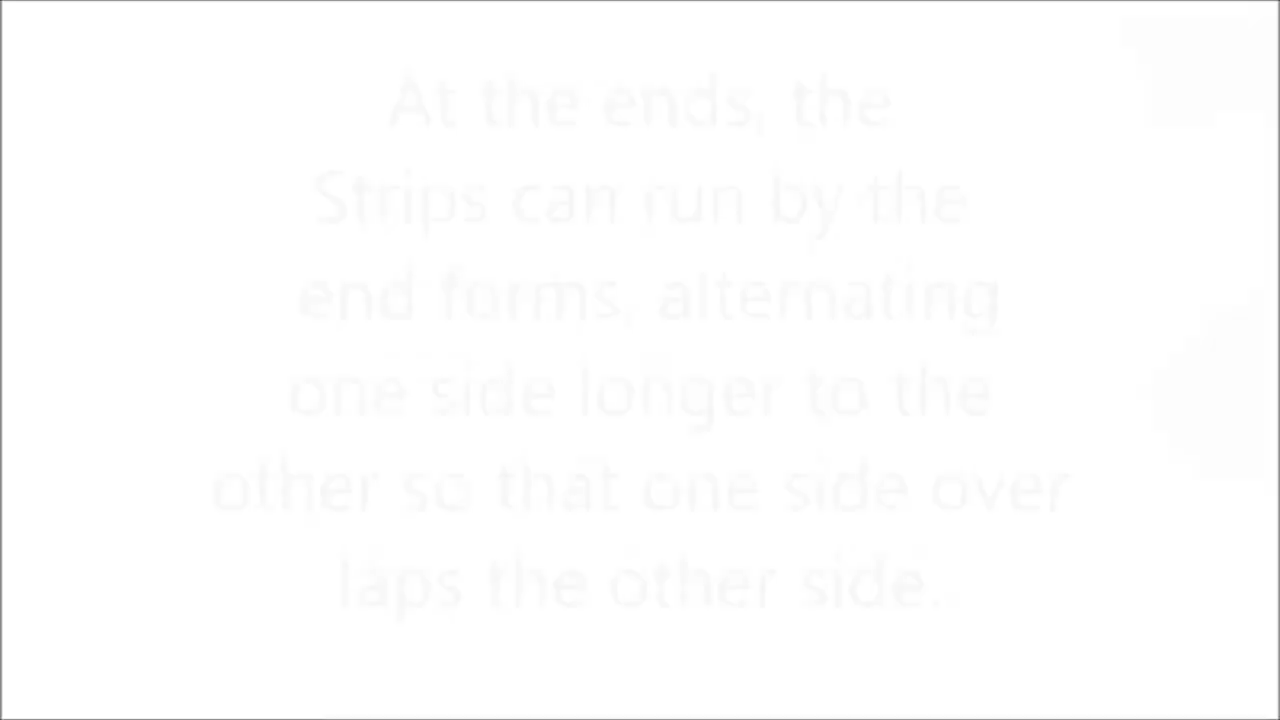 At the ends, the
Strips can run by the
end forms, alternating
one side longer to the
other so that one side over
laps the other side.